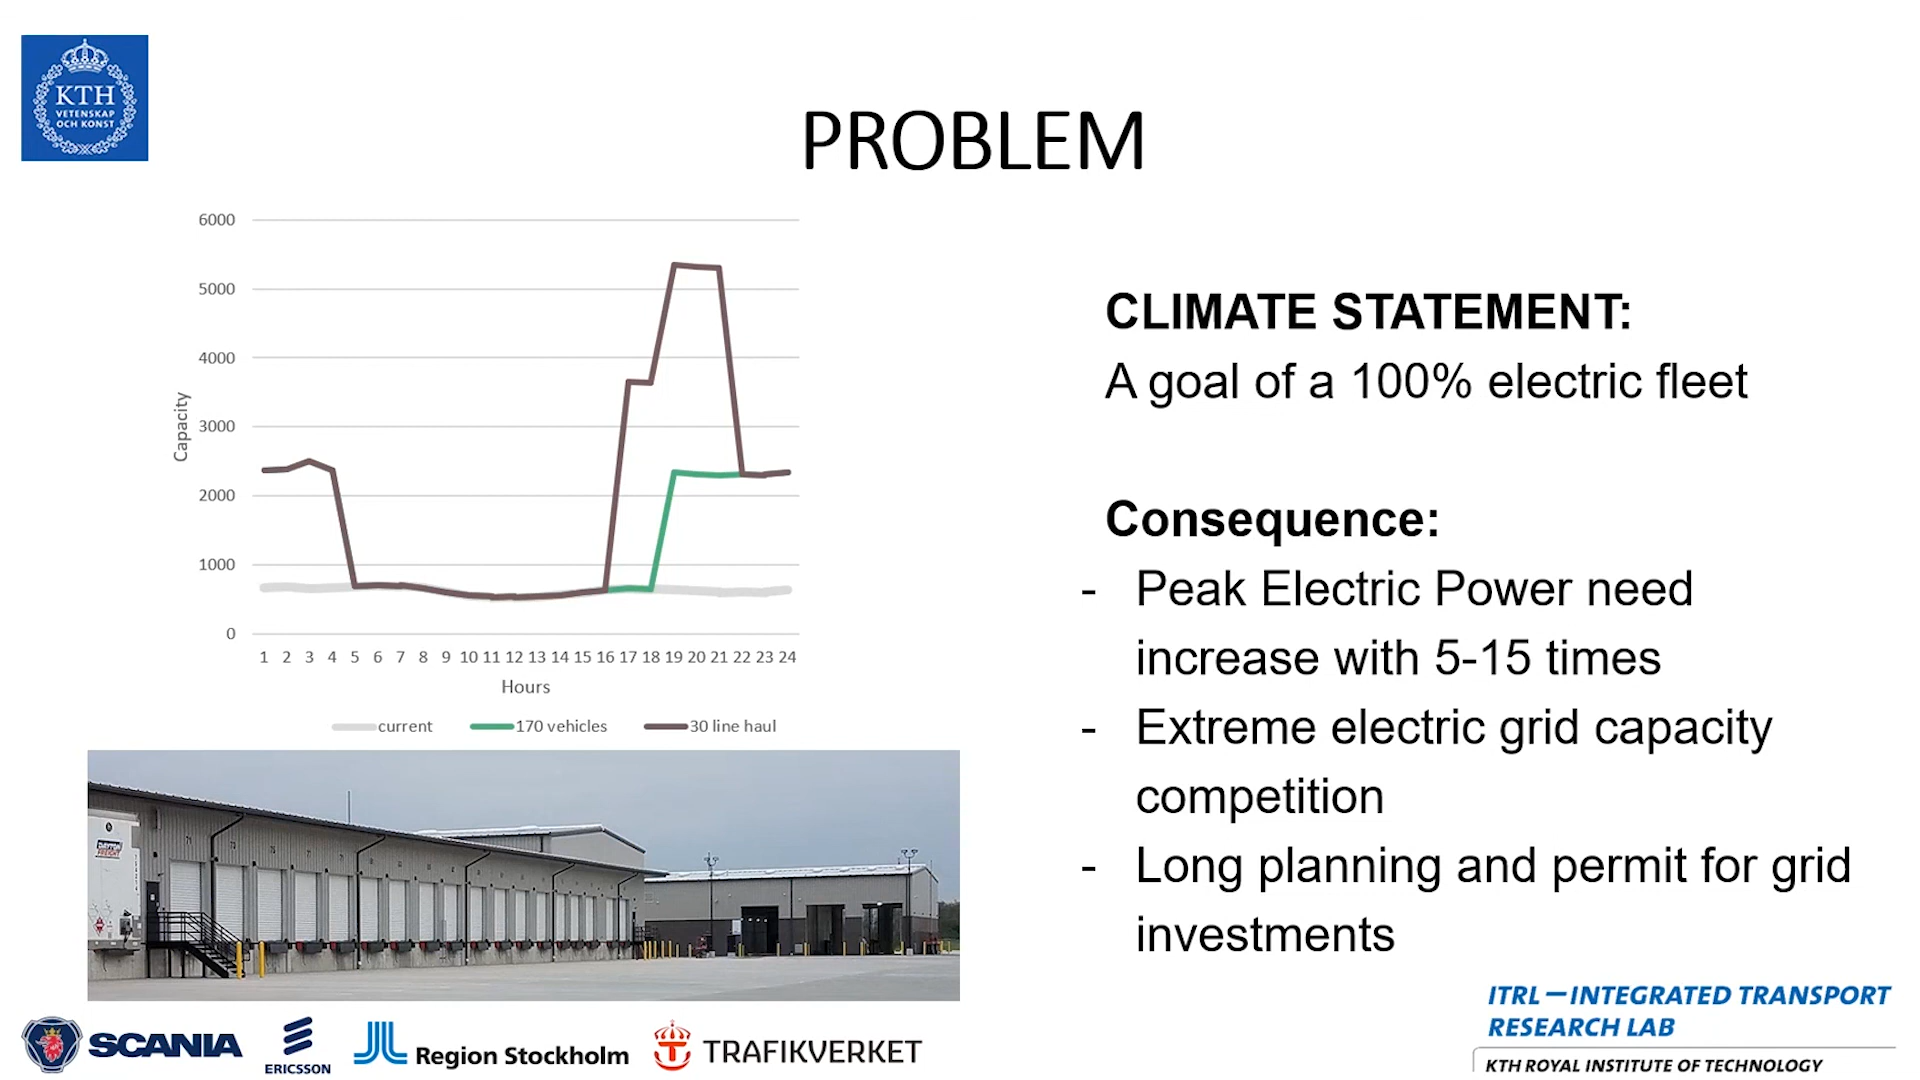 KTH
VETENSKAP
OCH KONST
PROBLEM
6000
5000
4000
3000
2000
1000
0
Capacity
1 2 3 4 5 6 7 8 9 10 11 12 13 14 15 16 17 18 19 20 21 22 23 24
Hours
current 170 vehicles 30 line haul
CLIMATE STATEMENT:
A goal of a 100% electric fleet
Consequence:
- Peak Electric Power need
increase with 5-15 times
- Extreme electric grid capacity
competition
- Long planning and permit for grid
investments
DAYTON
FREIGHT
71
SCANIA
ERICSSON
Region Stockholm
TRAFIKVERKET
ITRL—INTEGRATED TRANSPORT
RESEARCH LAB
KTH ROYAL INSTITUTE OF TECHNOLOGY